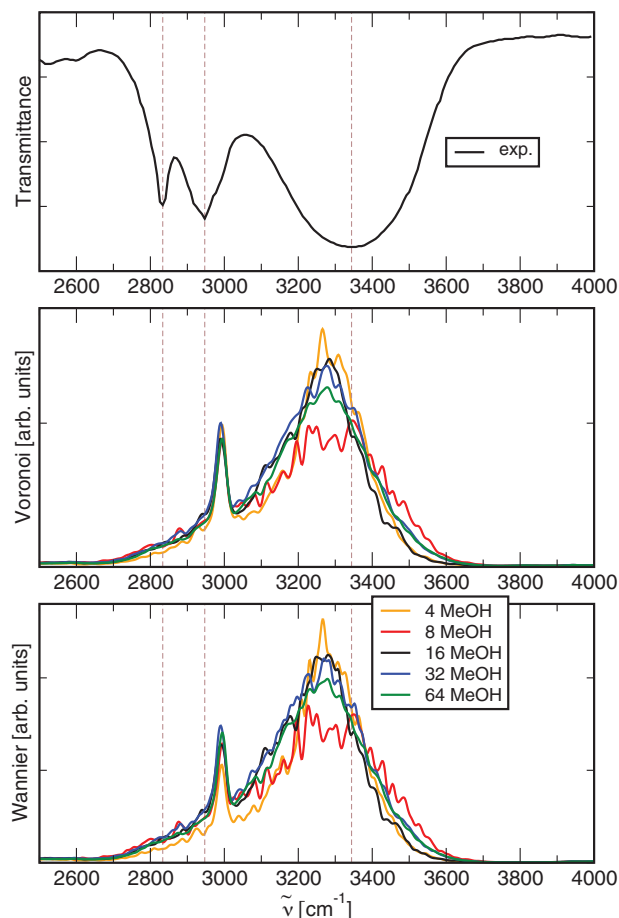 Transmittance
exp.
2600 2800 3000 3200 3400 3600 3800 4000
Voronoi [arb. units]
2600 2800 3000 3200 3400 3600 3800 4000
Wannier [arb. units]
4 MeOH
8 MeOH
16 MeOH
32 MeOH
64 MeOH
2600 2800 3000 3200 3400 3600 3800 4000
ν̃ [cm⁻¹]